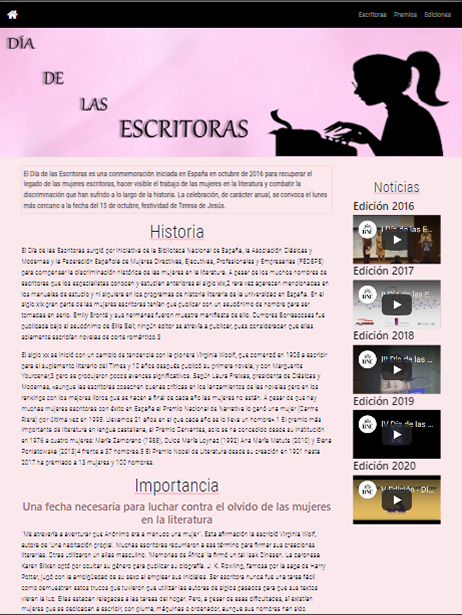 Escritoras Premios Ediciones
DÍA
DE
LAS
ESCRITORAS
El Día de las Escritoras es una conmemoración iniciada en España en octubre de 2016 para recuperar el
legado de las mujeres escritoras, hacer visible el trabajo de las mujeres en la literatura y combatir la
discriminación que han sufrido a lo largo de la historia. La celebración, de carácter anual, se convoca el lunes
más cercano a la fecha del 15 de octubre, festividad de Teresa de Jesús.
Historia
El Día de las Escritoras surgió por iniciativa de la Biblioteca Nacional de España, la Asociación Clásicas y
Modernas y la Federación Española de Mujeres Directivas, Ejecutivas, Profesionales y Empresarias (FEDEPE)
para compensar la discriminación histórica de las mujeres en la literatura. A pesar de los muchos nombres de
escritoras que los especialistas conocen y estudian anteriores al siglo xix,2 rara vez aparecen mencionadas en
los manuales de estudio y ni siquiera en los programas de historia literaria de la universidad en España. En el
siglo xix gran parte de las mujeres escritoras tenían que publicar con un seudónimo de hombre para ser
tomadas en serio. Emily Brontë y sus hermanas fueron muestra manifiesta de ello. Cumbres Borrascosas fue
publicada bajo el seudónimo de Ellis Bell; ningún editor se atrevía a publicar, pues consideraban que ellas
solamente escribían novelas de corte romántico.3
El siglo xx se inició con un cambio de tendencia con la pionera Virginia Woolf, que comenzó en 1905 a escribir
para el suplemento literario del Times y 10 años después publicó su primera novela, y con Marguerite
Yourcenar,3 pero se produjeron pocos avances significativos. Según Laura Freixas, presidenta de Clásicas y
Modernas, «aunque las escritoras cosechan buenas críticas en los lanzamientos de las novelas pero en los
rankings con los mejores libros que se hacen a final de cada año las mujeres no están. A pesar de que hay
muchas mujeres escritoras con éxito en España el Premio Nacional de Narrativa lo ganó una mujer (Carme
Riera) por última vez en 1995. Llevamos 21 años en el que cada año se lo lleva un hombre».1 El premio más
importante de literatura en lengua castellana, el Premio Cervantes, solo se ha concedido desde su institución
en 1976 a cuatro mujeres: María Zambrano (1988), Dulce María Loynaz (1992) Ana María Matute (2010) y Elena
Poniatowska (2013)4 frente a 37 hombres.5 El Premio Nobel de Literatura desde su creación en 1901 hasta
2017 ha premiado a 13 mujeres y 100 hombres.
Importancia
Una fecha necesaria para luchar contra el olvido de las mujeres
en la literatura
"Me atrevería a aventurar que Anónimo era a menudo una mujer". Esta afirmación la escribió Virginia Woolf,
autora de 'Una habitación propia'. Muchas escritoras recurrieron a ese término para firmar sus creaciones
literarias. Otras utilizaron un alias masculino. 'Memorias de África' la firmó un tal Isak Dinesen. La baronesa
Karen Blixen optó por ocultar su género para publicar su biografía. J. K. Rowling, famosa por la saga de Harry
Potter, jugó con la ambigüedad de su sexo al emplear sus iniciales. Ser escritora nunca fue una tarea fácil
como demuestran estos trucos que tuvieron que utilizar las autoras de siglos pasados para que sus textos
vieran la luz. Ellas estaban relegadas a las tareas del hogar. Pero, a pesar de esas dificultades, sí existían
mujeres que se dedicaban a escribir, con pluma, máquinas o ordenador, aunque sus nombres han sido
Noticias
Edición 2016
I Día de las E...
Edición 2017
Edición 2018
III Día de las ...
Edición 2019
IV Día de las ...
Edición 2020
V Edición - Dí...